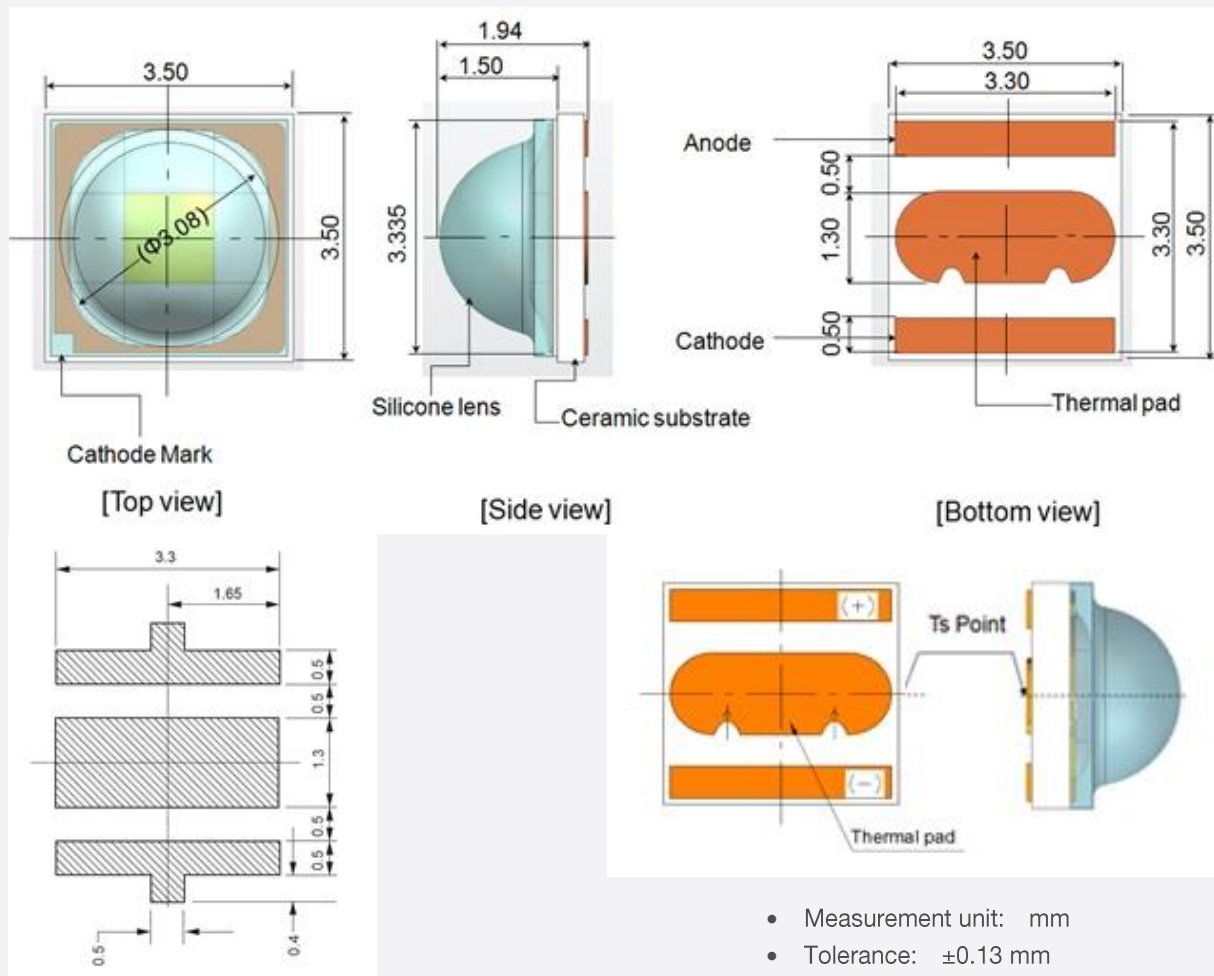 3.50
3.50
(Φ3.08)
Cathode Mark
[Top view]
1.94
1.50
3.335
Silicone lens
Ceramic substrate
[Side view]
3.50
3.30
Anode
0.50
1.30
3.30
3.50
Cathode
0.50
Thermal pad
[Bottom view]
3.3
1.65
0.5
0.5
1.3
0.5
0.5
0.5
0.4
(+)
Ts Point
(−)
Thermal pad
• Measurement unit: mm
• Tolerance: ±0.13 mm